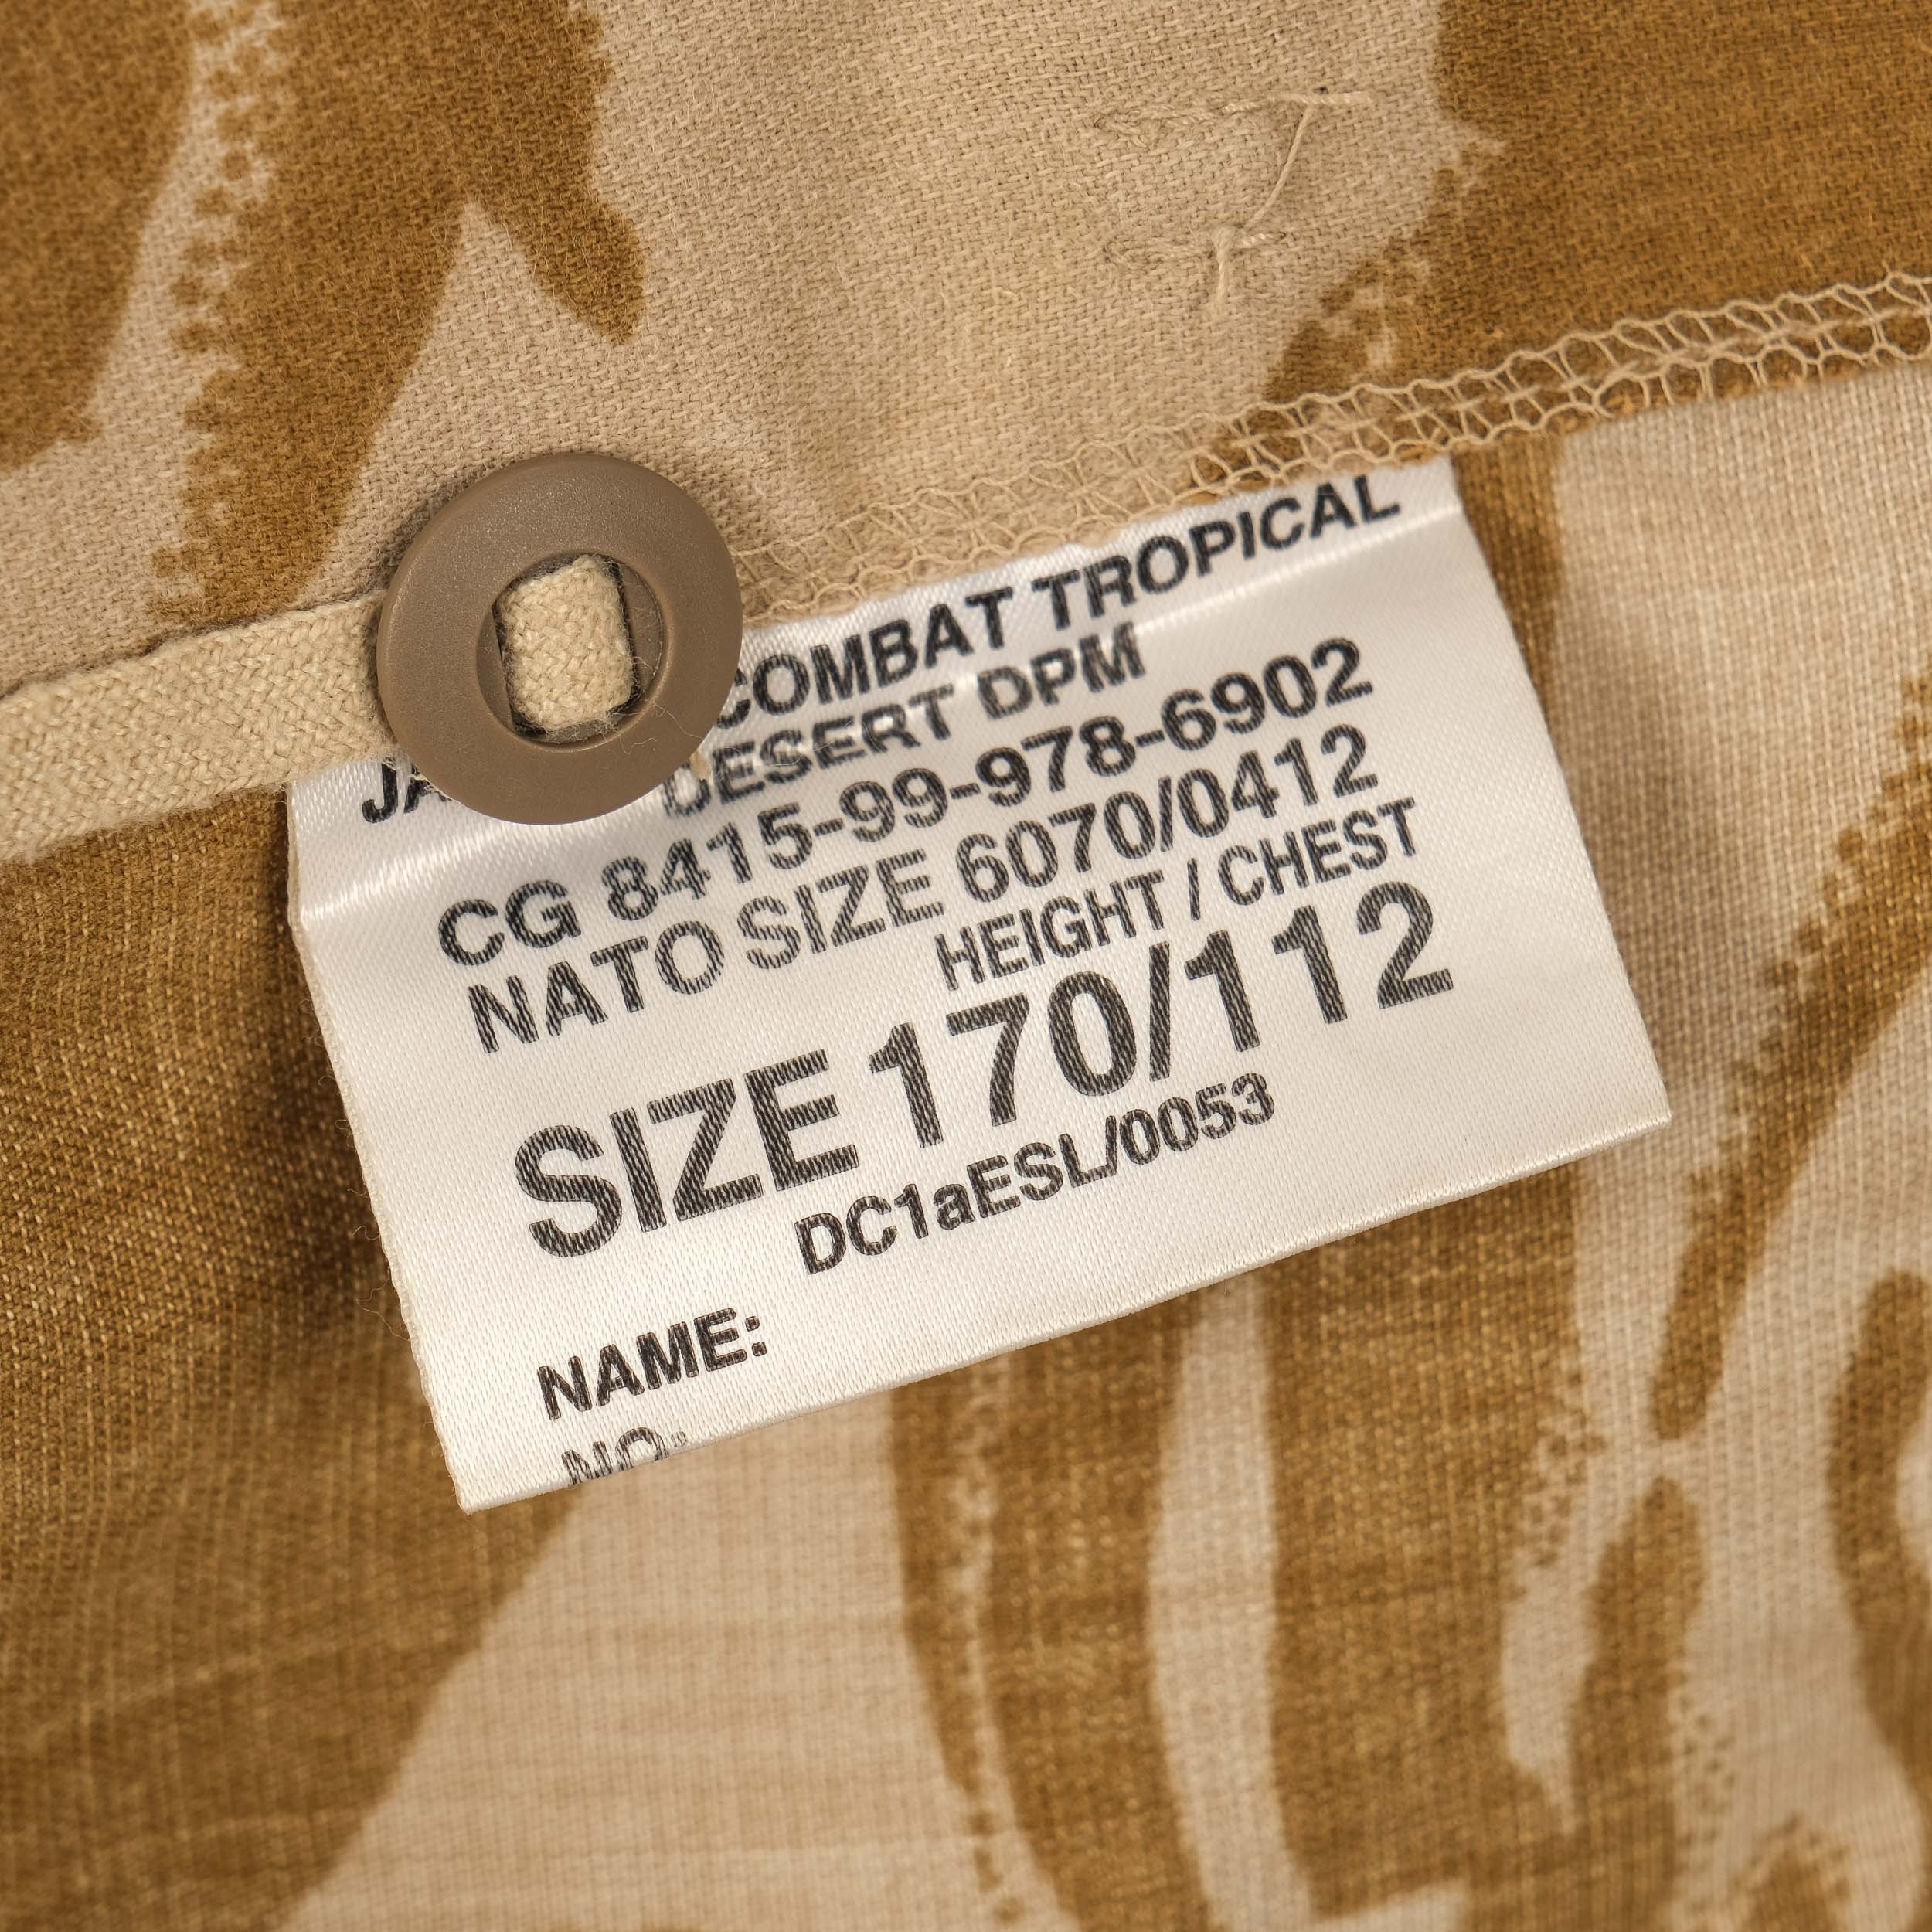 COMBAT TROPICAL
DESERT DPM
CG 8415-99-978-6902
NATO SIZE 6070/0412
HEIGHT / CHEST
SIZE 170/112
DC1aESL/0053
NAME:
NO.